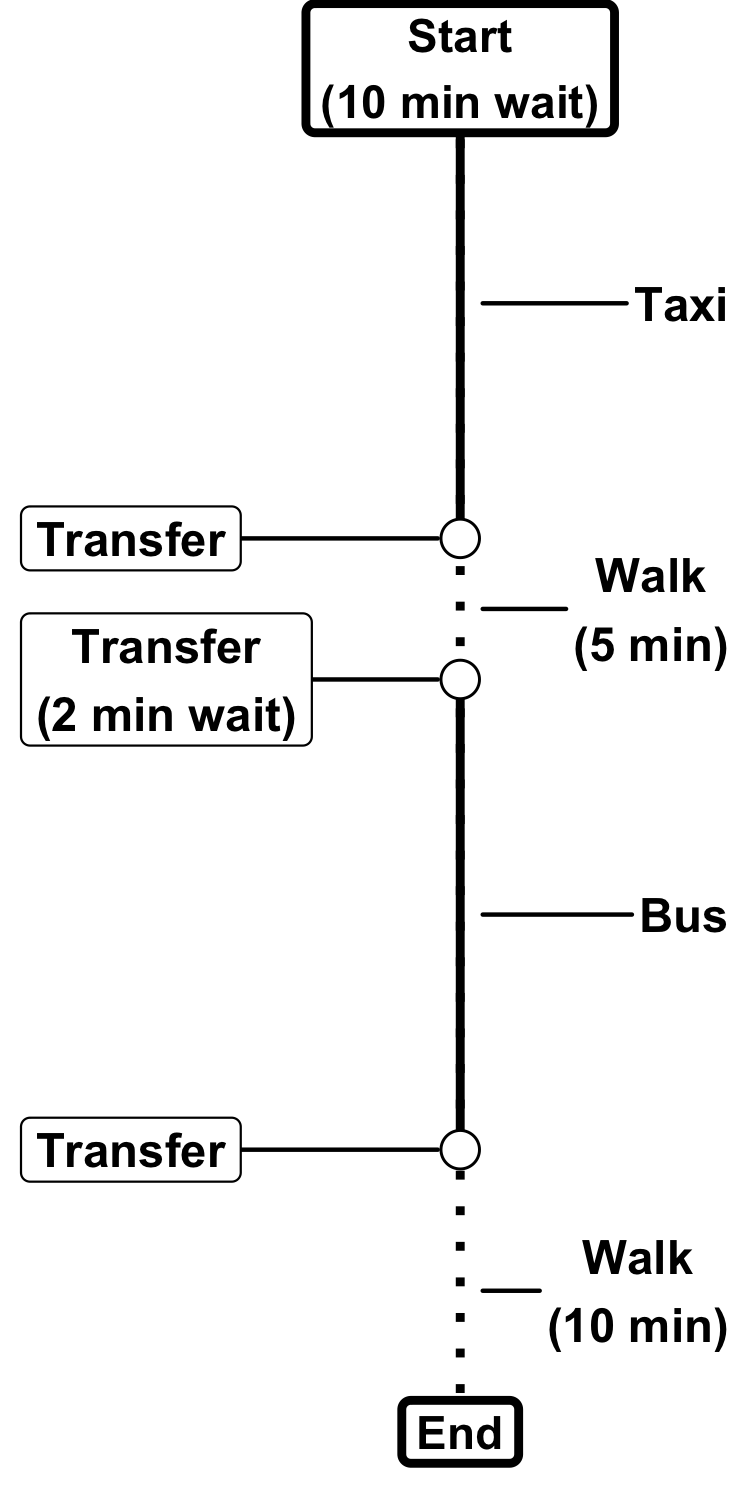 Start
(10 min wait)
Taxi
Transfer
Walk
(5 min)
Transfer
(2 min wait)
Bus
Transfer
Walk
(10 min)
End